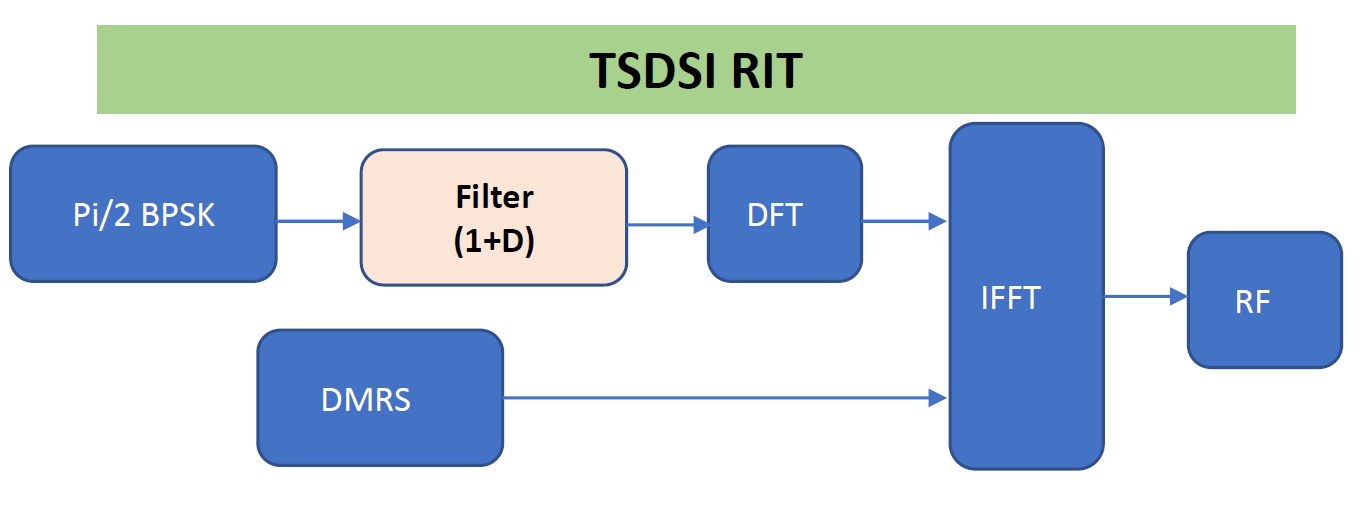 TSDSI RIT
Pi/2 BPSK
Filter
(1+D)
DFT
IFFT
RF
DMRS